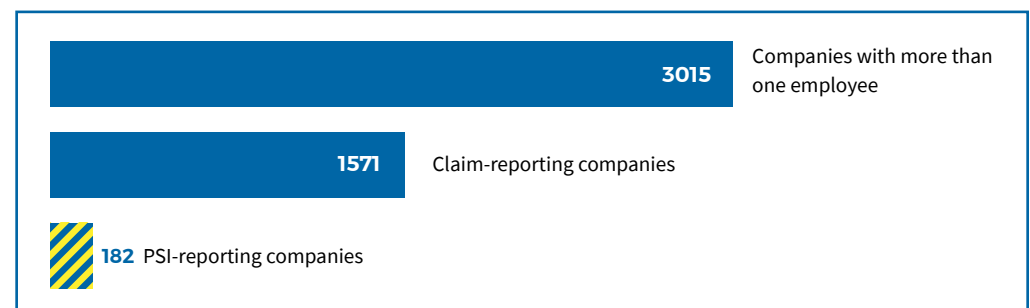 3015
Companies with more than
one employee
1571 Claim-reporting companies
182 PSI-reporting companies